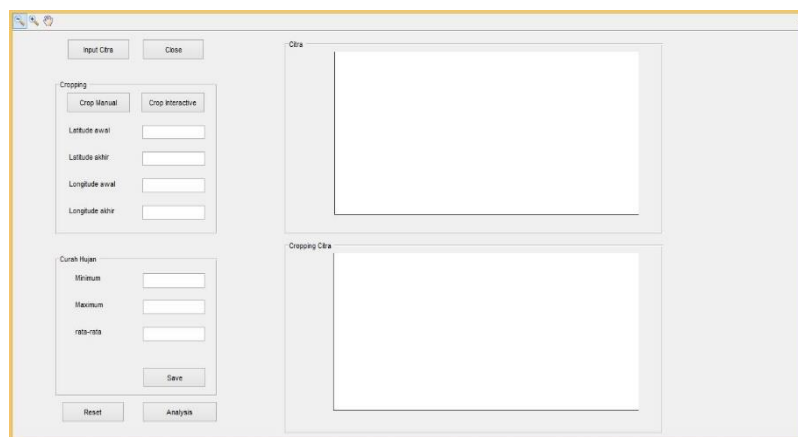 Input Citra
Close
Cropping
Crop Manual
Crop Interactive
Latitude awal
Latitude akhir
Longitude awal
Longitude akhir
Curah Hujan
Minimum
Maximum
rata-rata
Save
Reset
Analysis
Citra
Cropping Citra